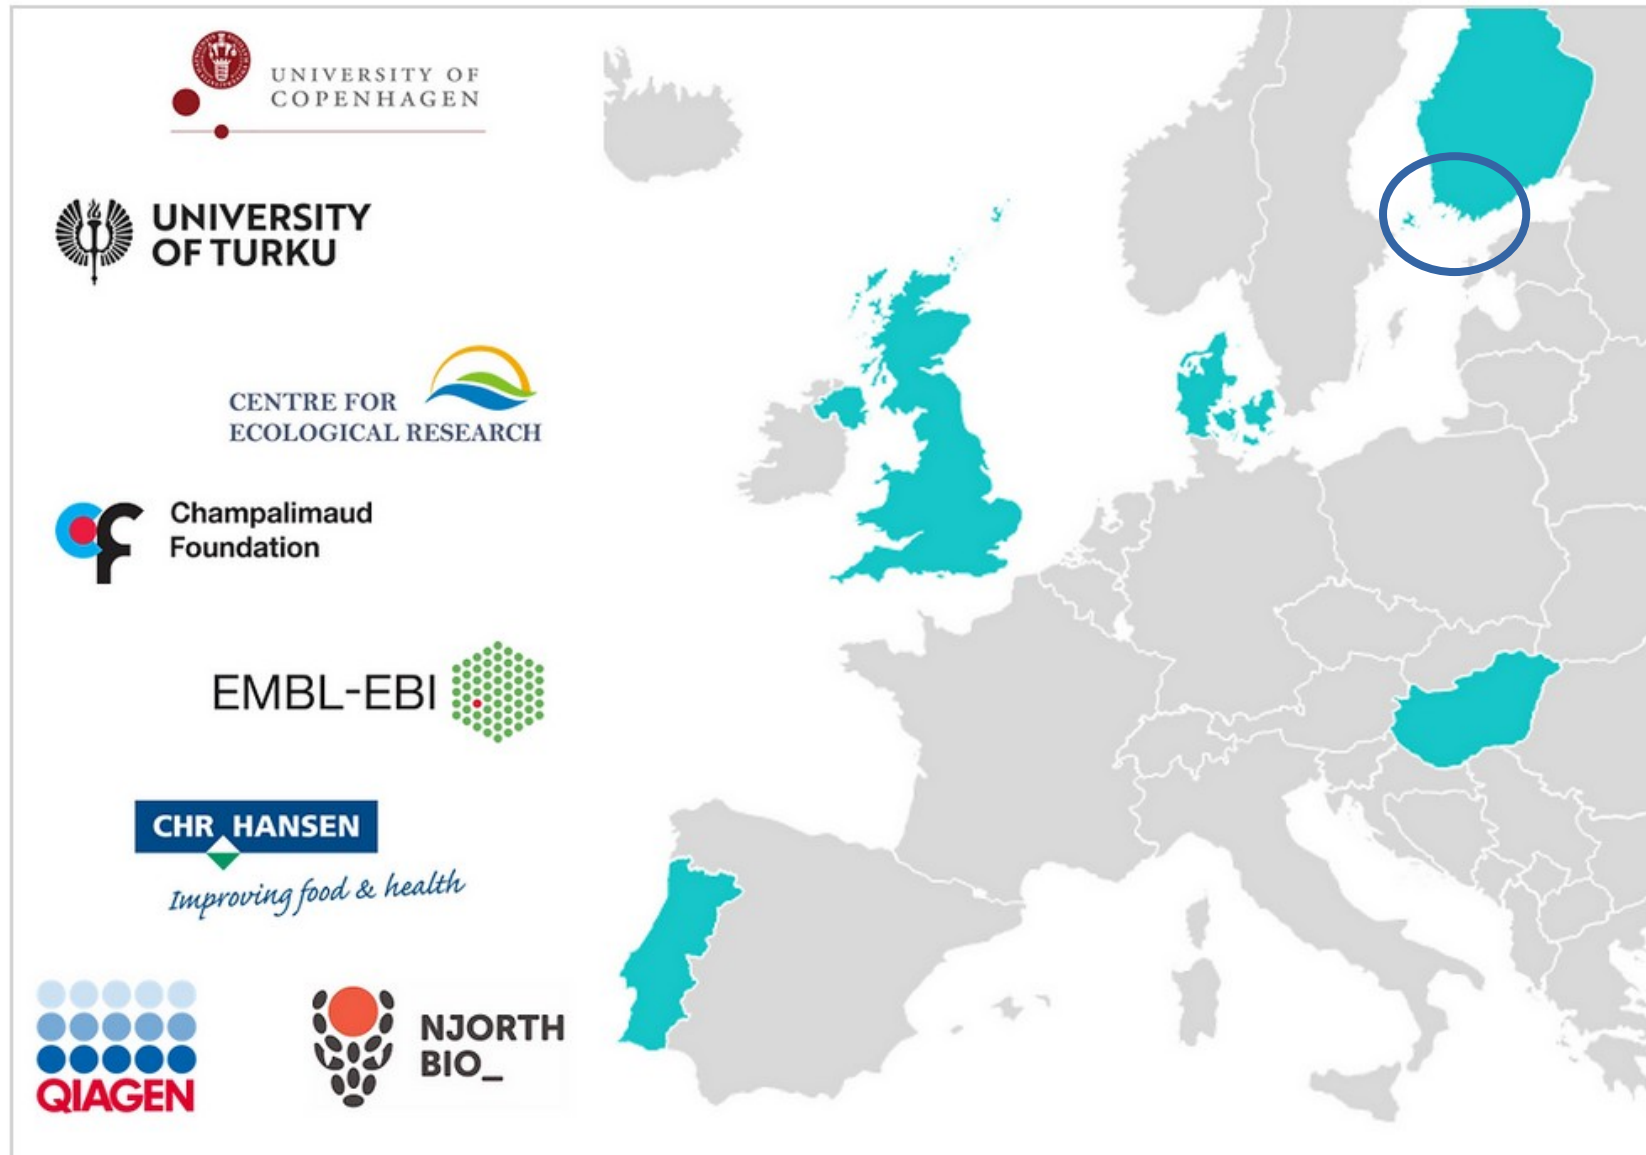 UNIVERSITY OF
COPENHAGEN
UNIVERSITY
OF TURKU
CENTRE FOR
ECOLOGICAL RESEARCH
Champalimaud
Foundation
EMBL-EBI
CHR HANSEN
Improving food & health
QIAGEN
NJORTH
BIO_